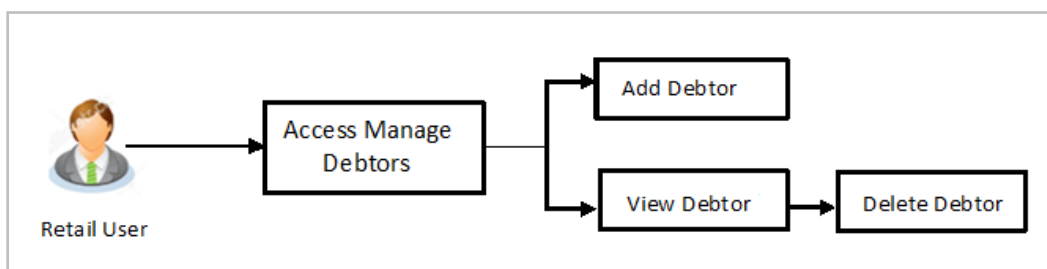 Retail User
Access Manage
Debtors
Add Debtor
View Debtor
Delete Debtor